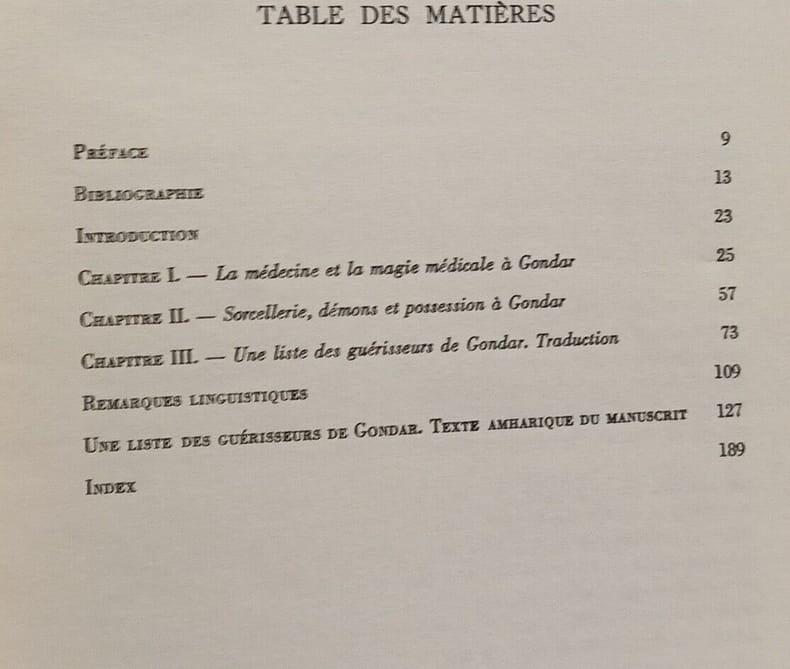 TABLE DES MATIÈRES
PRÉFACE 9
BIBLIOGRAPHIE 13
INTRODUCTION 23
CHAPITRE I. — La médecine et la magie médicale à Gondar 25
CHAPITRE II. — Sorcellerie, démons et possession à Gondar 57
CHAPITRE III. — Une liste des guérisseurs de Gondar. Traduction 73
REMARQUES LINGUISTIQUES 109
UNE LISTE DES GUÉRISSEURS DE GONDAR. TEXTE AMHARIQUE DU MANUSCRIT 127
INDEX 189